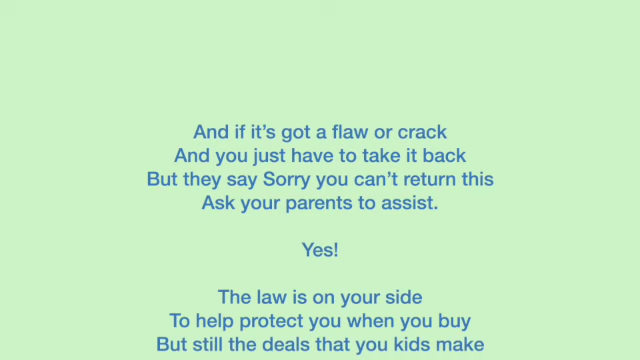 And if it’s got a flaw or crack
And you just have to take it back
But they say Sorry you can’t return this
Ask your parents to assist.
Yes!
The law is on your side
To help protect you when you buy
But still the deals that you kids make